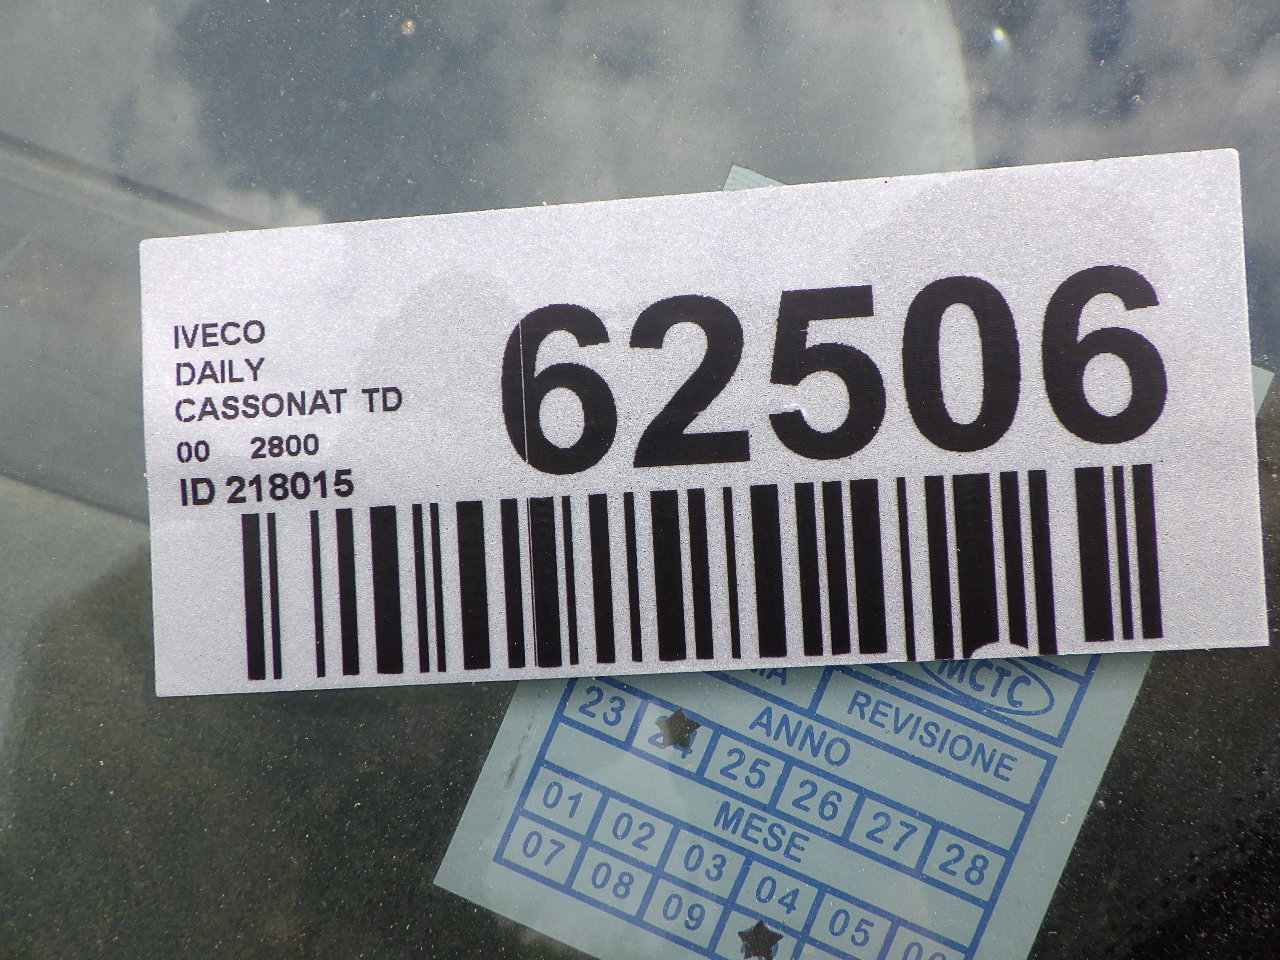 IVECO
DAILY
CASSONAT TD
00 2800
ID 218015
62506
MCTC
REVISIONE
ANNO
23 24 25 26 27 28
MESE
01 02 03 04 05
07 08 09